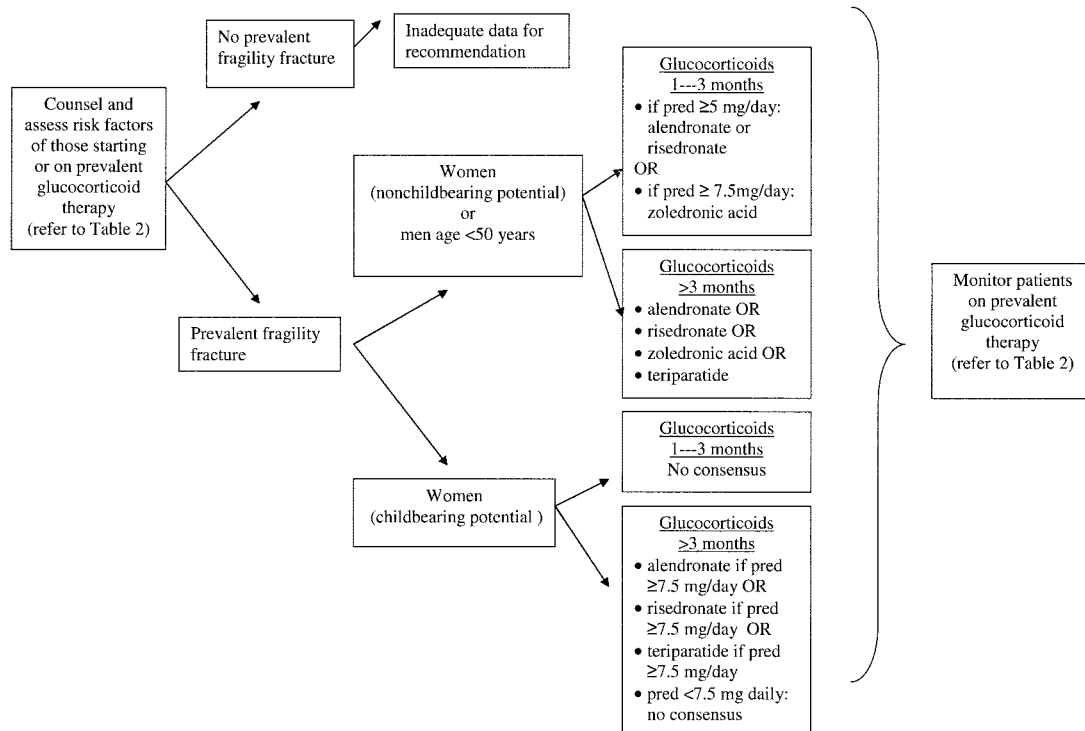 No prevalent
fragility fracture
Inadequate data for
recommendation
Counsel and
assess risk factors
of those starting
or on prevalent
glucocorticoid
therapy
(refer to Table 2)
Prevalent fragility
fracture
Women
(nonchildbearing potential)
or
men age <50 years
Women
(childbearing potential )
Glucocorticoids
1---3 months
• if pred ≥5 mg/day:
alendronate or
risedronate
OR
• if pred ≥ 7.5mg/day:
zoledronic acid
Glucocorticoids
>3 months
• alendronate OR
• risedronate OR
• zoledronic acid OR
• teriparatide
Glucocorticoids
1---3 months
No consensus
Glucocorticoids
>3 months
• alendronate if pred
≥7.5 mg/day OR
• risedronate if pred
≥7.5 mg/day OR
• teriparatide if pred
≥7.5 mg/day
• pred <7.5 mg daily:
no consensus
Monitor patients
on prevalent
glucocorticoid
therapy
(refer to Table 2)